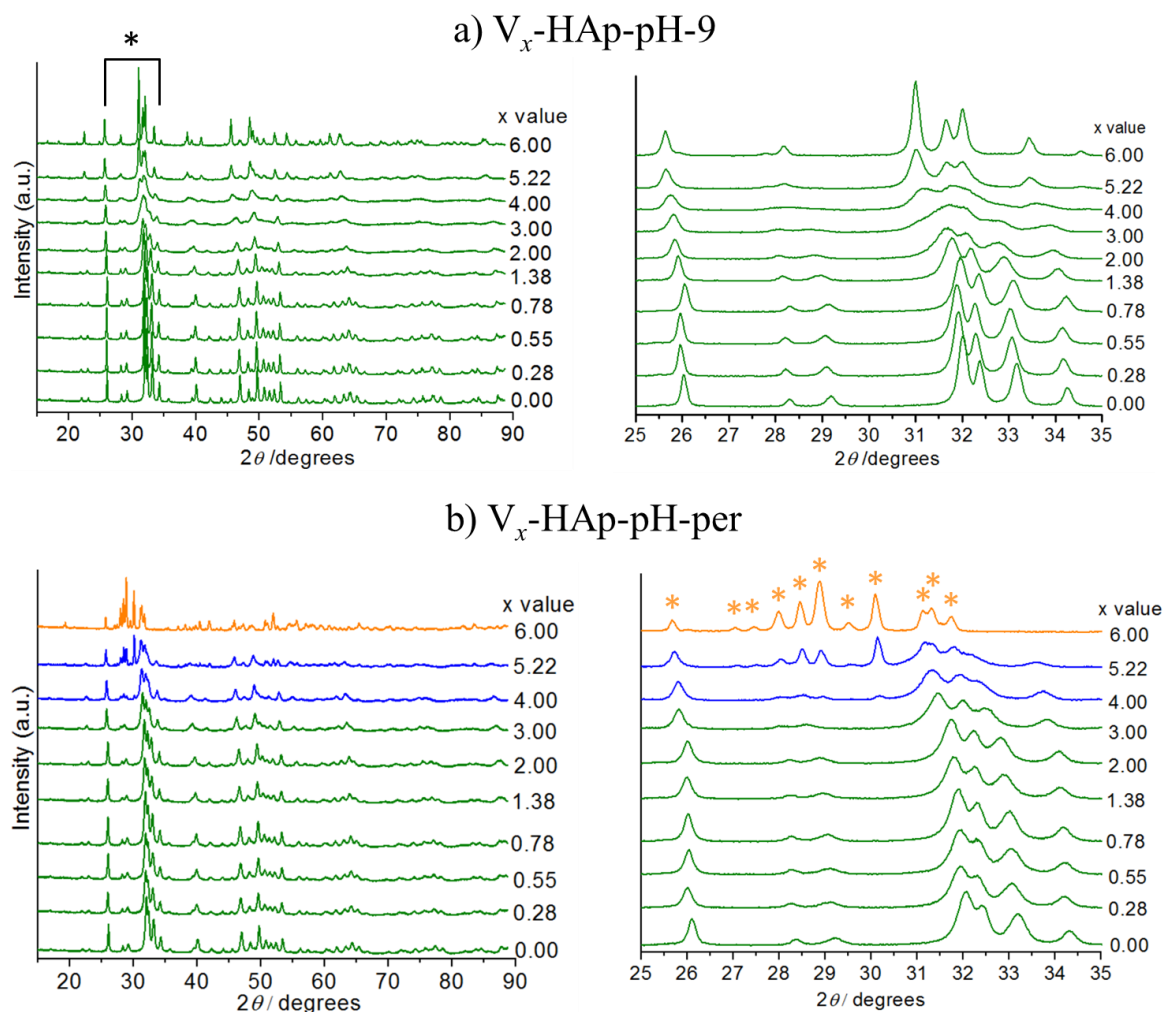 a) Vx-HAp-pH-9
*
x value
6.00
5.22
4.00
3.00
2.00
1.38
0.78
0.55
0.28
0.00
Intensity (a.u.)
20 30 40 50 60 70 80 90
2θ /degrees
x value
6.00
5.22
4.00
3.00
2.00
1.38
0.78
0.55
0.28
0.00
25 26 27 28 29 30 31 32 33 34 35
2θ /degrees
b) Vx-HAp-pH-per
x value
6.00
5.22
4.00
3.00
2.00
1.38
0.78
0.55
0.28
0.00
Intensity (a.u.)
20 30 40 50 60 70 80 90
2θ / degrees
* * * * * * * * * * *
x value
6.00
5.22
4.00
3.00
2.00
1.38
0.78
0.55
0.28
0.00
25 26 27 28 29 30 31 32 33 34 35
2θ / degrees